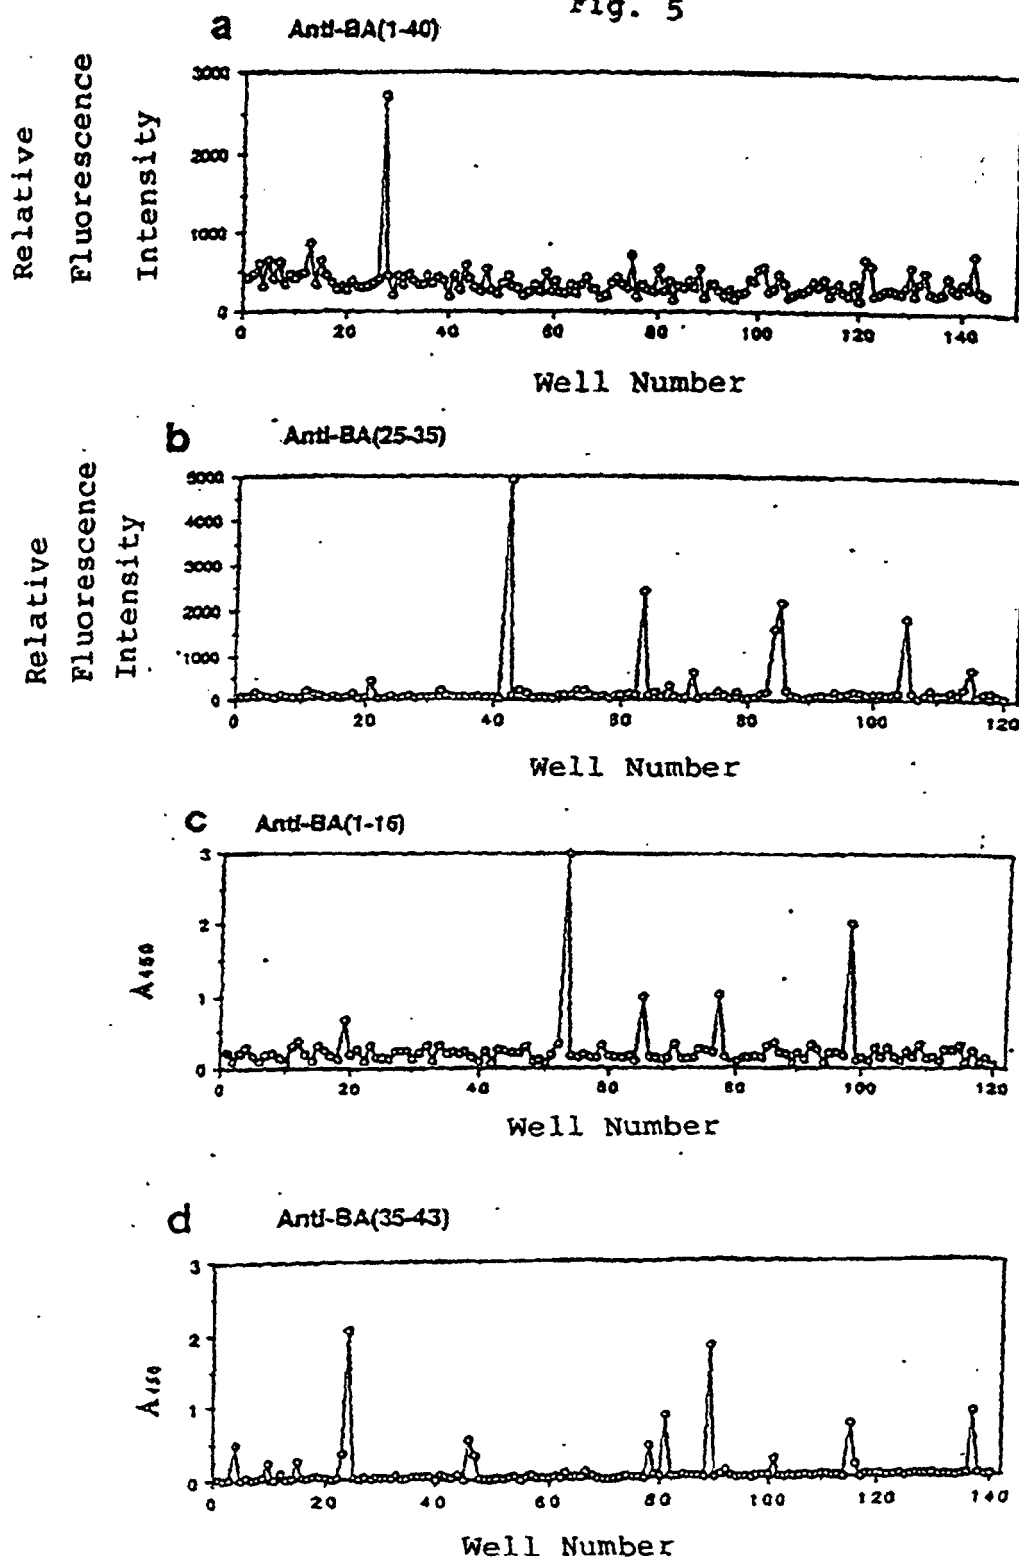 Fig. 5
a Anti-BA(1-40)
Relative
Fluorescence
Intensity
3000
2000
1000
0
0 20 40 60 80 100 120 140
Well Number
b Anti-BA(25-35)
Relative
Fluorescence
Intensity
5000
4000
3000
2000
1000
0
0 20 40 60 80 100 120
Well Number
c Anti-BA(1-16)
A450
3
2
1
0
0 20 40 60 80 100 120
Well Number
d Anti-BA(35-43)
A450
3
2
1
0
0 20 40 60 80 100 120 140
Well Number